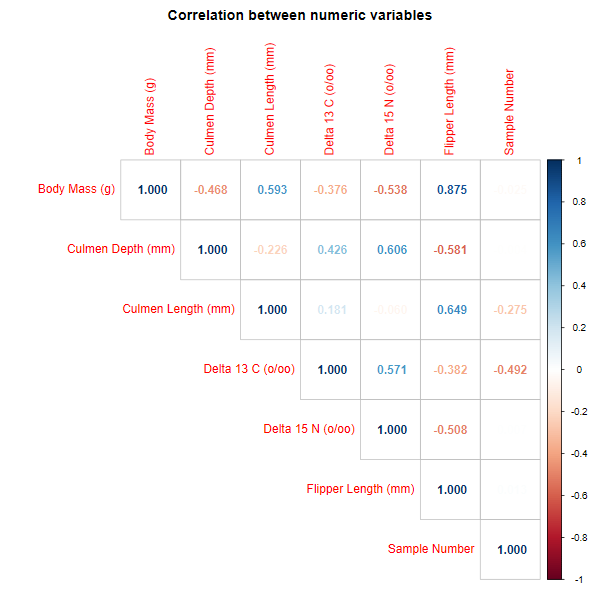 Correlation between numeric variables
Body Mass (g)
Culmen Depth (mm)
Culmen Length (mm)
Delta 13 C (o/oo)
Delta 15 N (o/oo)
Flipper Length (mm)
Sample Number
Body Mass (g) 1.000 -0.468 0.593 -0.376 -0.538 0.875
Culmen Depth (mm) 1.000 -0.226 0.426 0.606 -0.581
Culmen Length (mm) 1.000 0.181 0.649 -0.275
Delta 13 C (o/oo) 1.000 0.571 -0.382 -0.492
Delta 15 N (o/oo) 1.000 -0.508
Flipper Length (mm) 1.000
Sample Number 1.000
1
0.8
0.6
0.4
0.2
0
-0.2
-0.4
-0.6
-0.8
-1